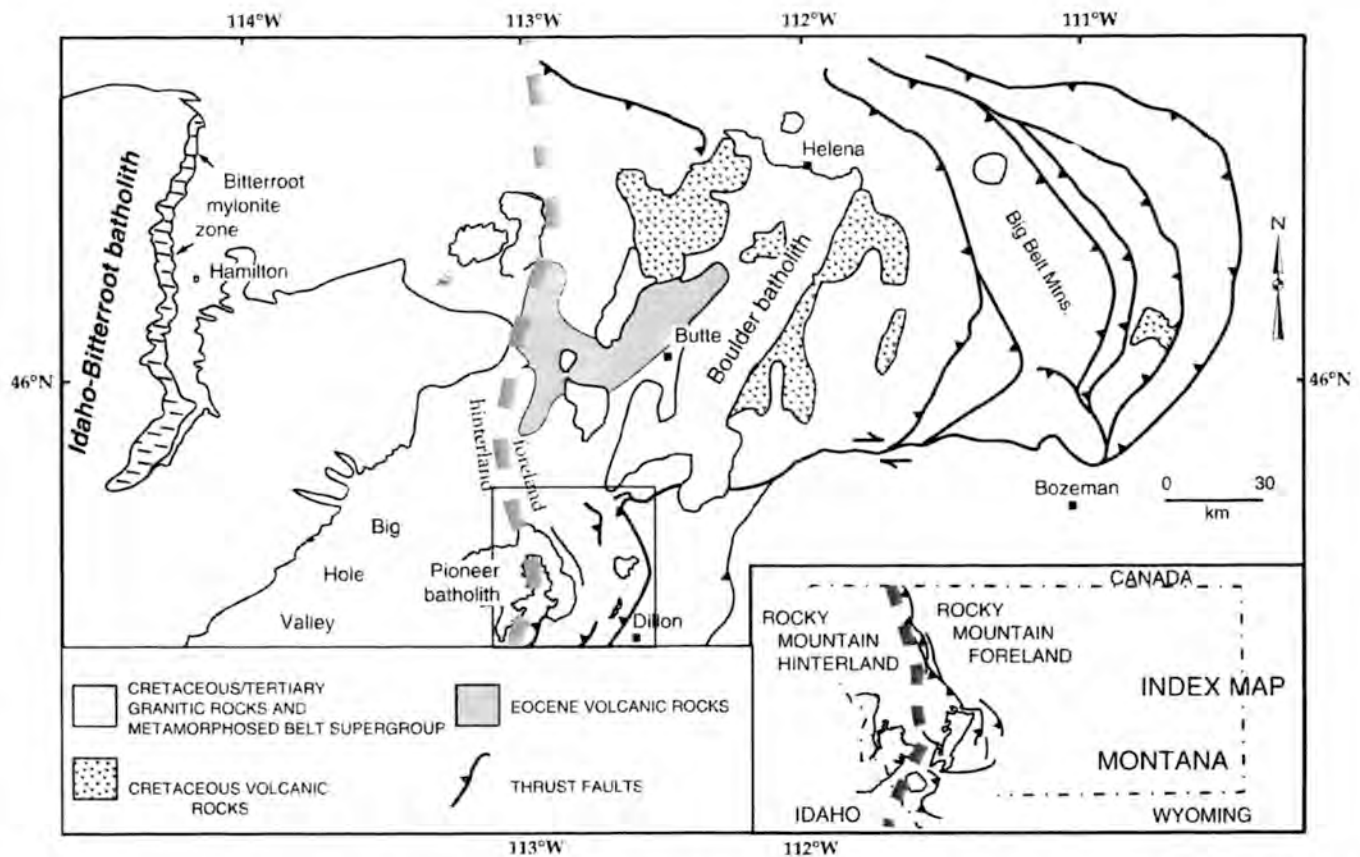 114°W
113°W
112°W
111°W
Idaho-Bitterroot batholith
Bitterroot
mylonite
zone
Hamilton
Helena
Big Belt Mtns.
N
Butte
Boulder batholith
46°N
46°N
hinterland
foreland
Bozeman
0 30
km
Big
Hole
Valley
Pioneer
batholith
Dillon
CRETACEOUS/TERTIARY
GRANITIC ROCKS AND
METAMORPHOSED BELT SUPERGROUP
EOCENE VOLCANIC ROCKS
CRETACEOUS VOLCANIC
ROCKS
THRUST FAULTS
CANADA
ROCKY
MOUNTAIN
HINTERLAND
ROCKY
MOUNTAIN
FORELAND
INDEX MAP
MONTANA
IDAHO
WYOMING
113°W
112°W